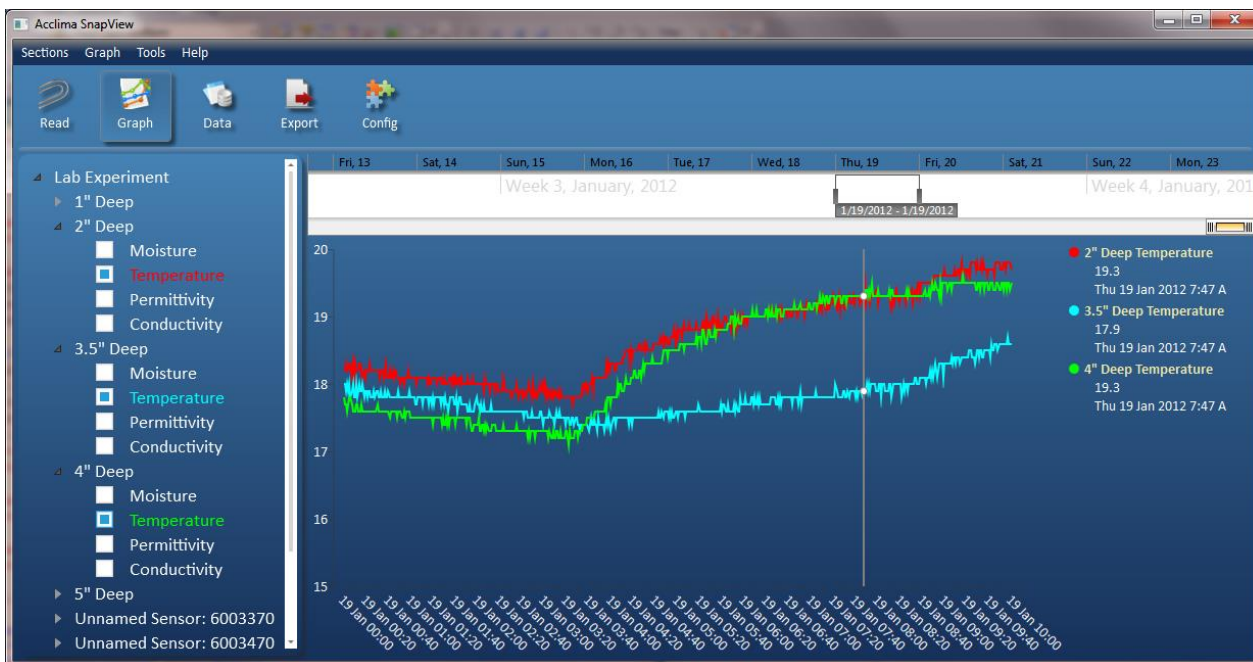 Acclima SnapView
Sections Graph Tools Help
Read Graph Data Export Config
Fri, 13 Sat, 14 Sun, 15 Mon, 16 Tue, 17 Wed, 18 Thu, 19 Fri, 20 Sat, 21 Sun, 22 Mon, 23
Week 3, January, 2012 Week 4, January, 201
1/19/2012 - 1/19/2012
Lab Experiment
1" Deep
2" Deep
Moisture
Temperature
Permittivity
Conductivity
3.5" Deep
Moisture
Temperature
Permittivity
Conductivity
4" Deep
Moisture
Temperature
Permittivity
Conductivity
5" Deep
Unnamed Sensor: 6003370
Unnamed Sensor: 6003470
20
19
18
17
16
15
2" Deep Temperature
19.3
Thu 19 Jan 2012 7:47 A
3.5" Deep Temperature
17.9
Thu 19 Jan 2012 7:47 A
4" Deep Temperature
19.3
Thu 19 Jan 2012 7:47 A
19 Jan 00:00
19 Jan 00:20
19 Jan 00:40
19 Jan 01:00
19 Jan 01:20
19 Jan 01:40
19 Jan 02:00
19 Jan 02:20
19 Jan 02:40
19 Jan 03:00
19 Jan 03:20
19 Jan 03:40
19 Jan 04:00
19 Jan 04:20
19 Jan 04:40
19 Jan 05:00
19 Jan 05:20
19 Jan 05:40
19 Jan 06:00
19 Jan 06:20
19 Jan 06:40
19 Jan 07:00
19 Jan 07:20
19 Jan 07:40
19 Jan 08:00
19 Jan 08:20
19 Jan 08:40
19 Jan 09:00
19 Jan 09:20
19 Jan 09:40
19 Jan 10:00